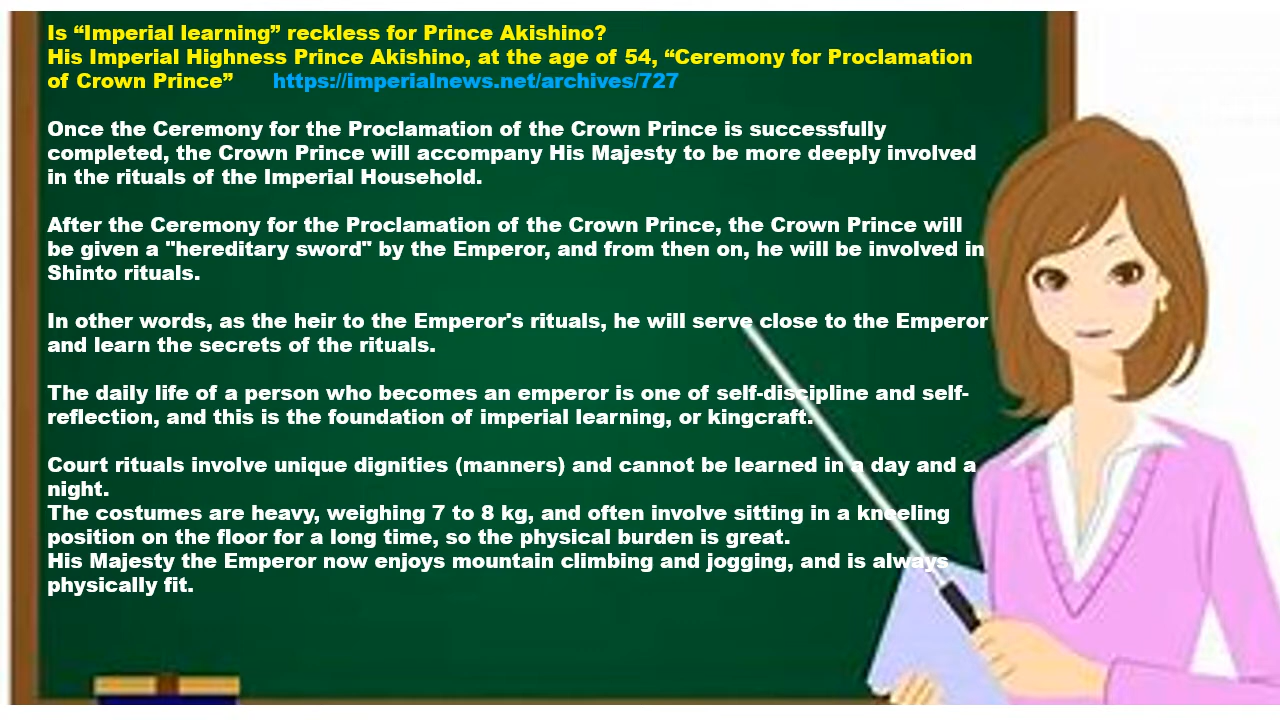 Is “Imperial learning” reckless for Prince Akishino?
His Imperial Highness Prince Akishino, at the age of 54, “Ceremony for Proclamation
of Crown Prince” https://imperialnews.net/archives/727
Once the Ceremony for the Proclamation of the Crown Prince is successfully
completed, the Crown Prince will accompany His Majesty to be more deeply involved
in the rituals of the Imperial Household.
After the Ceremony for the Proclamation of the Crown Prince, the Crown Prince will
be given a "hereditary sword" by the Emperor, and from then on, he will be involved in
Shinto rituals.
In other words, as the heir to the Emperor's rituals, he will serve close to the Emperor
and learn the secrets of the rituals.
The daily life of a person who becomes an emperor is one of self-discipline and self-
reflection, and this is the foundation of imperial learning, or kingcraft.
Court rituals involve unique dignities (manners) and cannot be learned in a day and a
night.
The costumes are heavy, weighing 7 to 8 kg, and often involve sitting in a kneeling
position on the floor for a long time, so the physical burden is great.
His Majesty the Emperor now enjoys mountain climbing and jogging, and is always
physically fit.